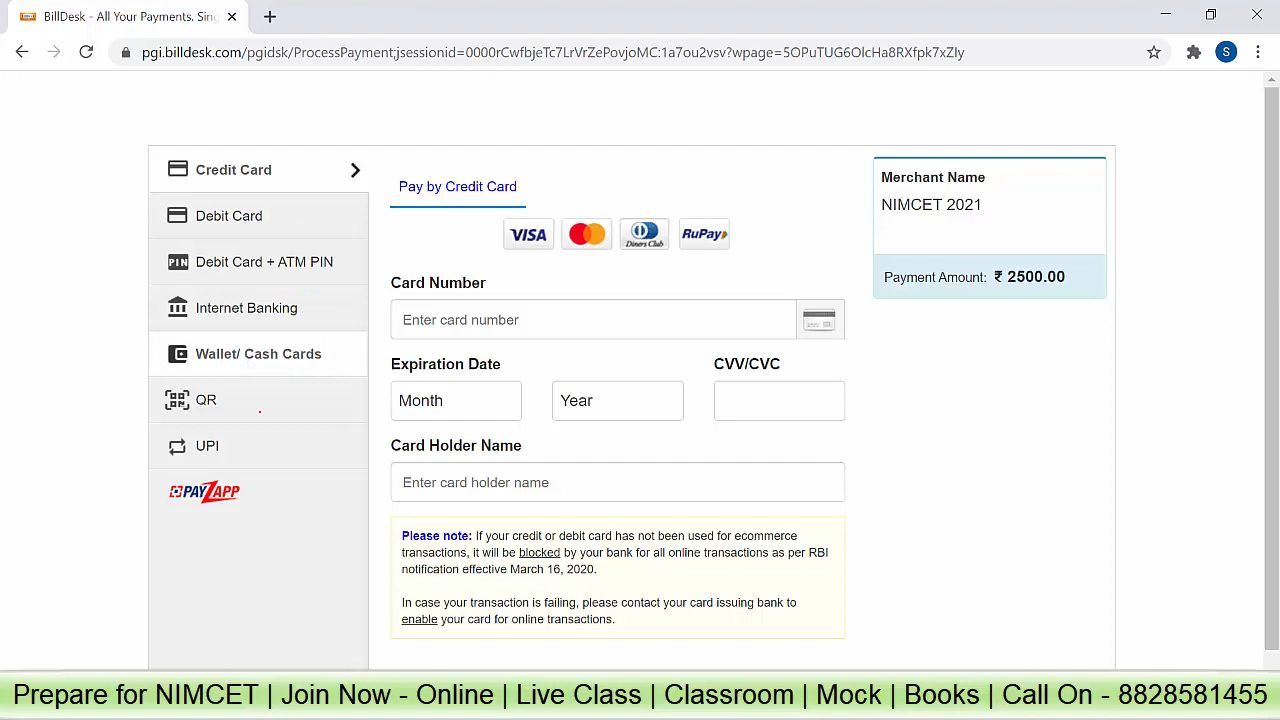 BillDesk - All Your Payments. Sing
pgi.billdesk.com/pgidsk/ProcessPayment;jsessionid=0000rCwfbjeTc7LrVrZePovjoMC:1a7ou2vsv?wpage=5OPuTUG6OlcHa8RXfpk7xZIy
S
Credit Card
Debit Card
PIN Debit Card + ATM PIN
Internet Banking
Wallet/ Cash Cards
QR
UPI
PAYZAPP
Pay by Credit Card
VISA
Diners Club
RuPay
Card Number
Enter card number
Expiration Date
CVV/CVC
Month
Year
Card Holder Name
Enter card holder name
Please note: If your credit or debit card has not been used for ecommerce
transactions, it will be blocked by your bank for all online transactions as per RBI
notification effective March 16, 2020.
In case your transaction is failing, please contact your card issuing bank to
enable your card for online transactions.
Merchant Name
NIMCET 2021
Payment Amount: ₹ 2500.00
Prepare for NIMCET | Join Now - Online | Live Class | Classroom | Mock | Books | Call On - 8828581455